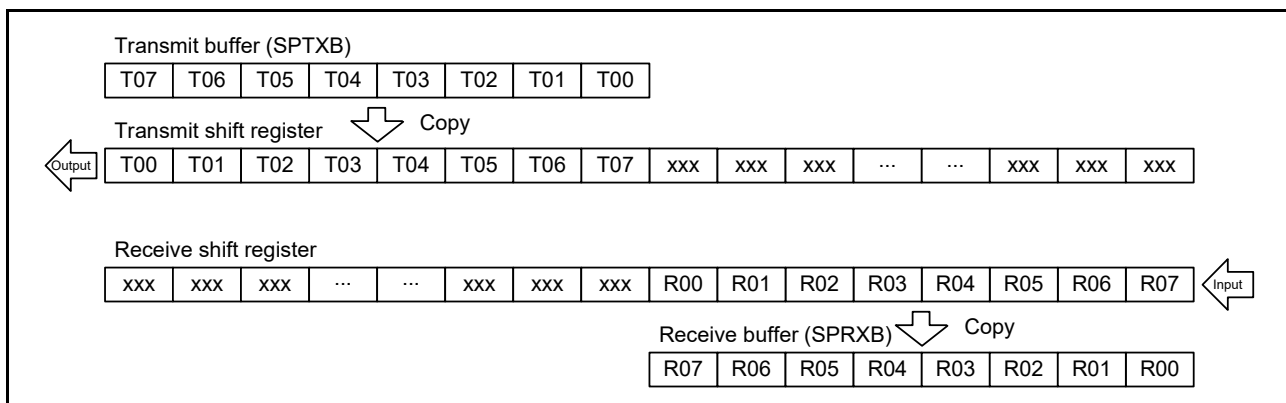 Transmit buffer (SPTXB)
T07 T06 T05 T04 T03 T02 T01 T00
Copy
Transmit shift register
Output T00 T01 T02 T03 T04 T05 T06 T07 xxx xxx xxx ... ... xxx xxx xxx
Receive shift register
xxx xxx xxx ... ... xxx xxx xxx R00 R01 R02 R03 R04 R05 R06 R07 Input
Copy
Receive buffer (SPRXB)
R07 R06 R05 R04 R03 R02 R01 R00